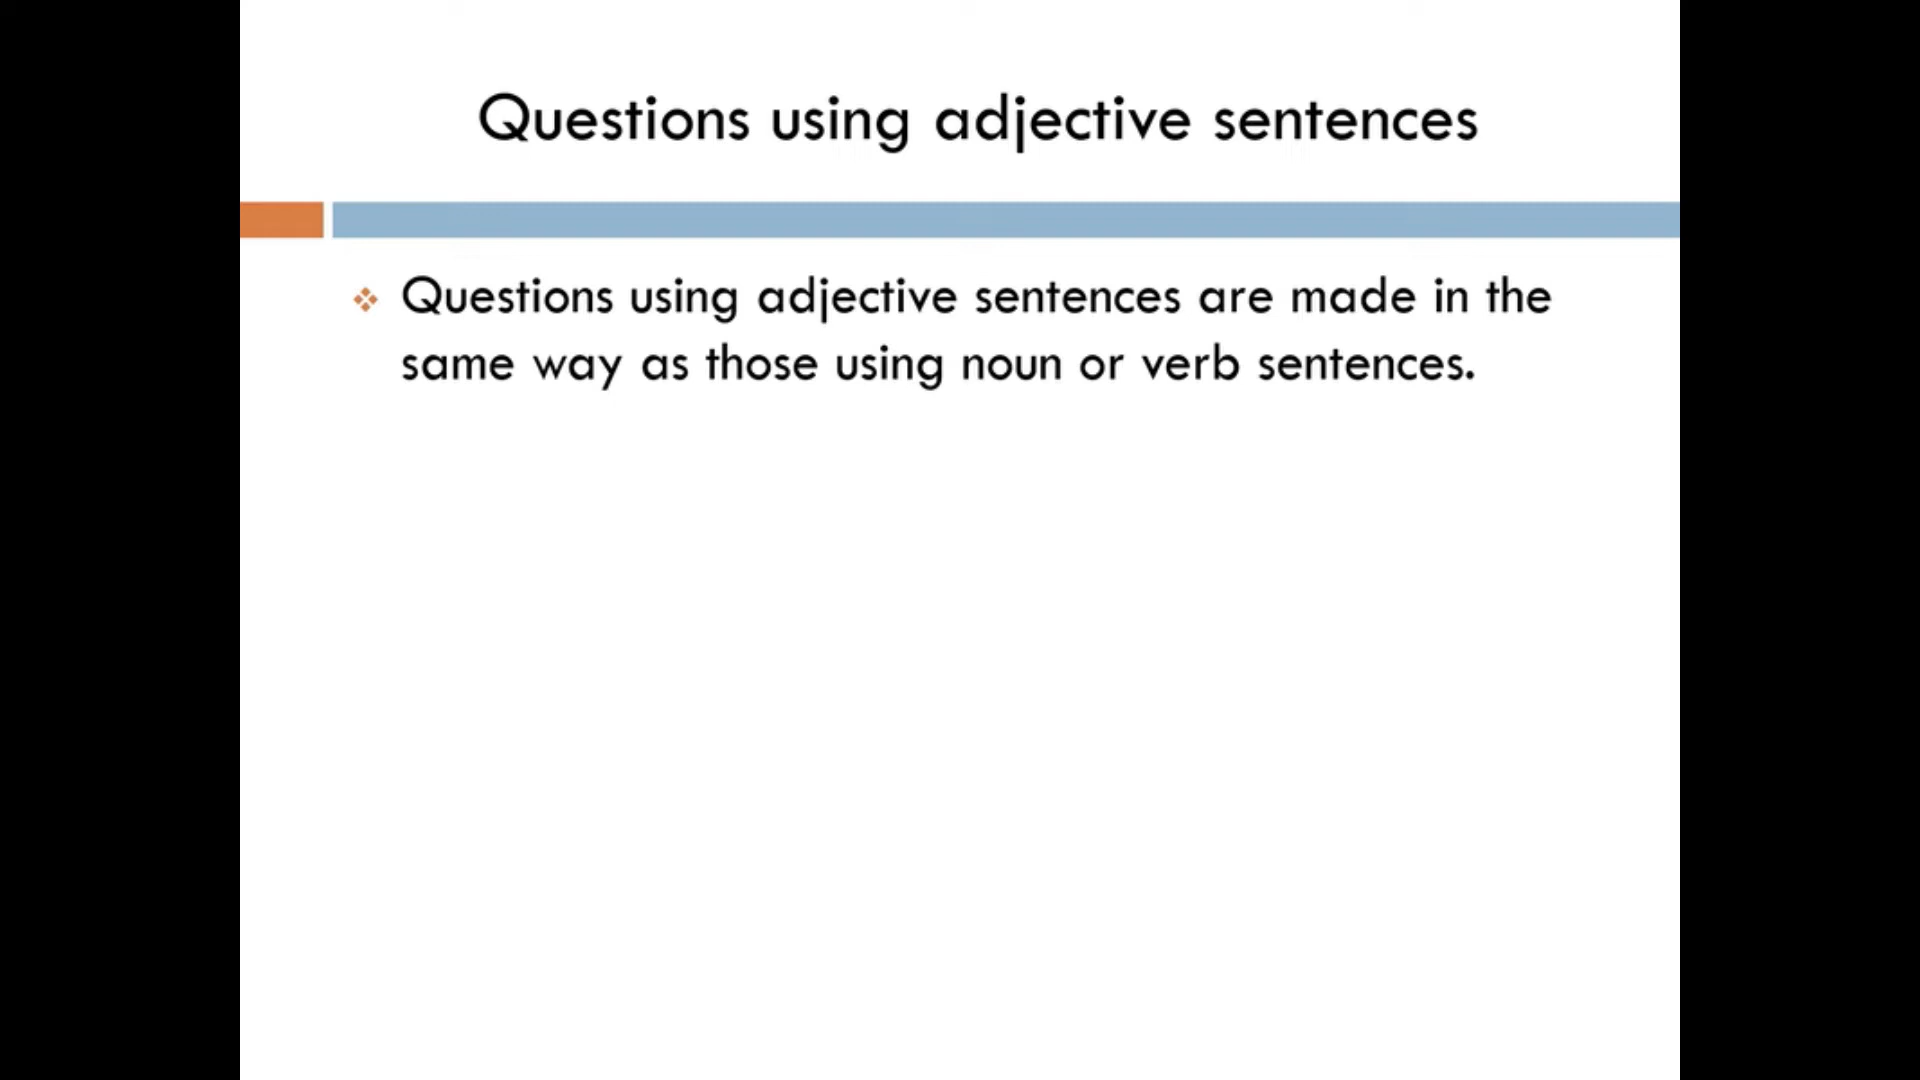 Questions using adjective sentences
Questions using adjective sentences are made in the
same way as those using noun or verb sentences.